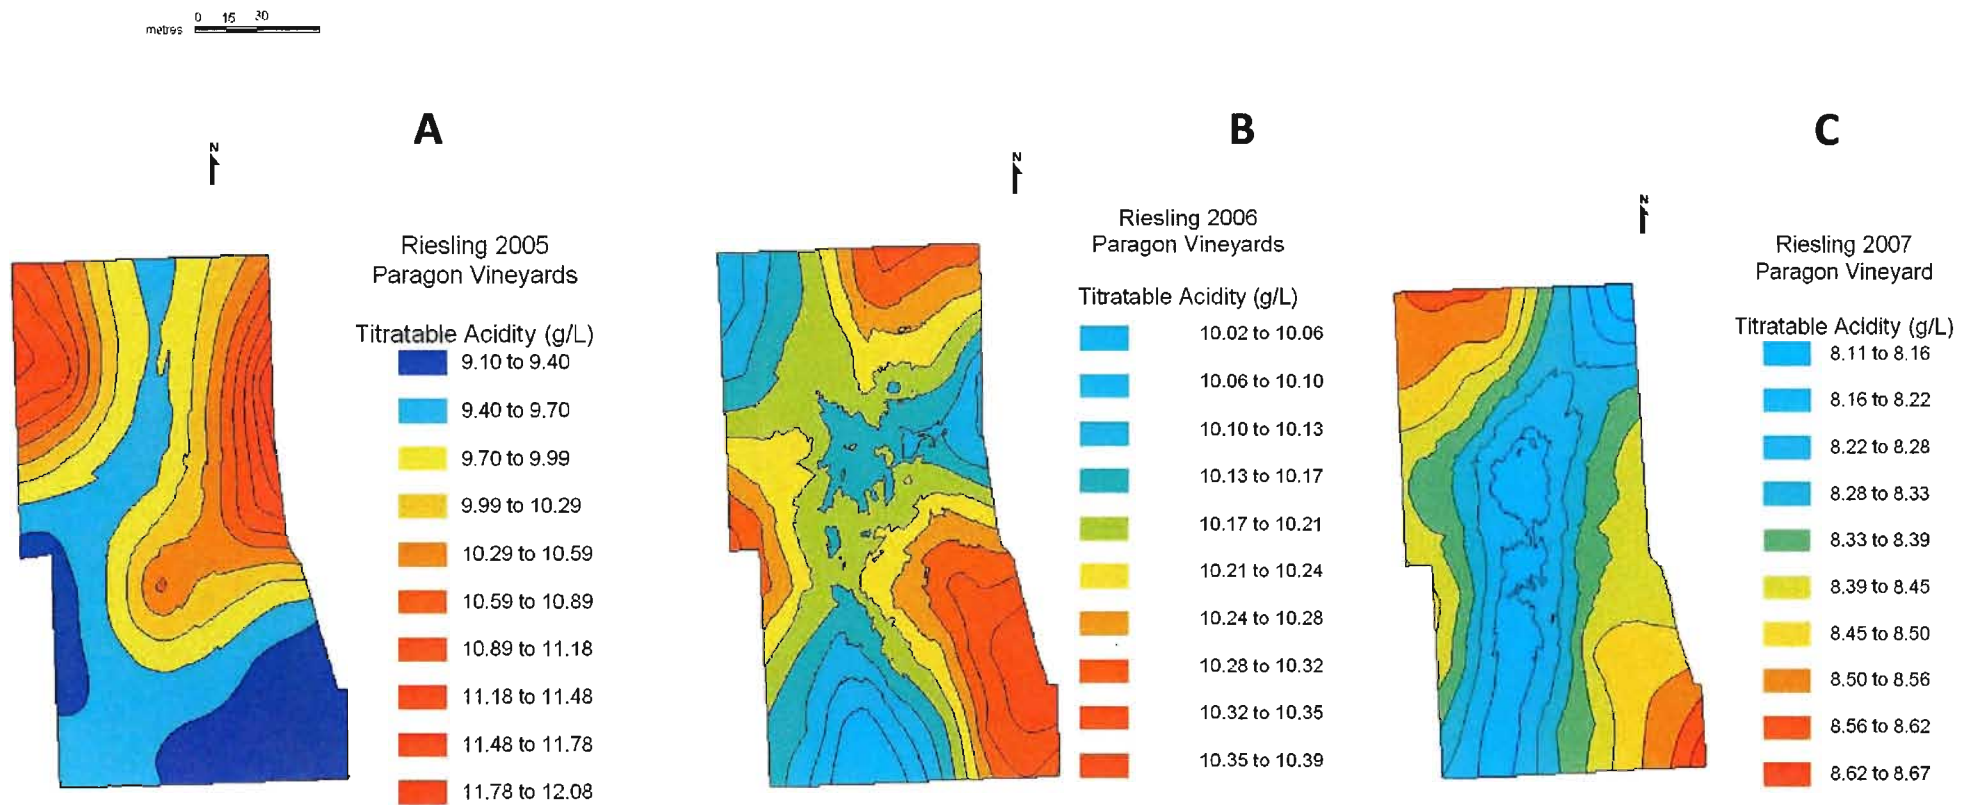 0 15 30
metres
A
N
Riesling 2005
Paragon Vineyards
Titratable Acidity (g/L)
9.10 to 9.40
9.40 to 9.70
9.70 to 9.99
9.99 to 10.29
10.29 to 10.59
10.59 to 10.89
10.89 to 11.18
11.18 to 11.48
11.48 to 11.78
11.78 to 12.08
B
N
Riesling 2006
Paragon Vineyards
Titratable Acidity (g/L)
10.02 to 10.06
10.06 to 10.10
10.10 to 10.13
10.13 to 10.17
10.17 to 10.21
10.21 to 10.24
10.24 to 10.28
10.28 to 10.32
10.32 to 10.35
10.35 to 10.39
C
N
Riesling 2007
Paragon Vineyard
Titratable Acidity (g/L)
8.11 to 8.16
8.16 to 8.22
8.22 to 8.28
8.28 to 8.33
8.33 to 8.39
8.39 to 8.45
8.45 to 8.50
8.50 to 8.56
8.56 to 8.62
8.62 to 8.67